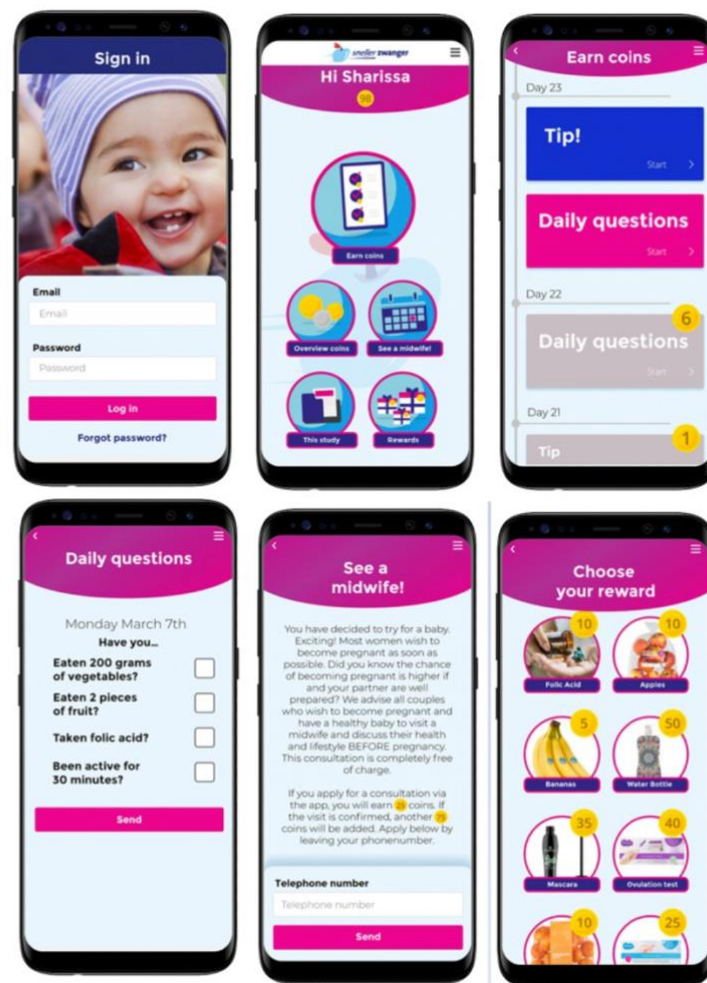 Sign in
Email
Email
Password
Password
Log in
Forgot password?
sneller zwanger
Hi Sharissa
98
Earn coins
Overview coins
See a midwife!
This study
Rewards
Earn coins
Day 23
Tip!
Start
Daily questions
Start
Day 22
6
Daily questions
Start
Day 21
1
Tip
Daily questions
Monday March 7th
Have you...
Eaten 200 grams
of vegetables?
Eaten 2 pieces
of fruit?
Taken folic acid?
Been active for
30 minutes?
Send
See a
midwife!
You have decided to try for a baby.
Exciting! Most women wish to
become pregnant as soon as
possible. Did you know the chance
of becoming pregnant is higher if
and your partner are well
prepared? We advise all couples
who wish to become pregnant and
have a healthy baby to visit a
midwife and discuss their health
and lifestyle BEFORE pregnancy.
This consultation is completely free
of charge.
If you apply for a consultation via
the app, you will earn 25 coins. If
the visit is confirmed, another 75
coins will be added. Apply below by
leaving your phonenumber.
Telephone number
Telephone number
Send
Choose
your reward
10
10
Folic Acid
Apples
5
50
Bananas
Water Bottle
35
40
Mascara
Ovulation test
10
25